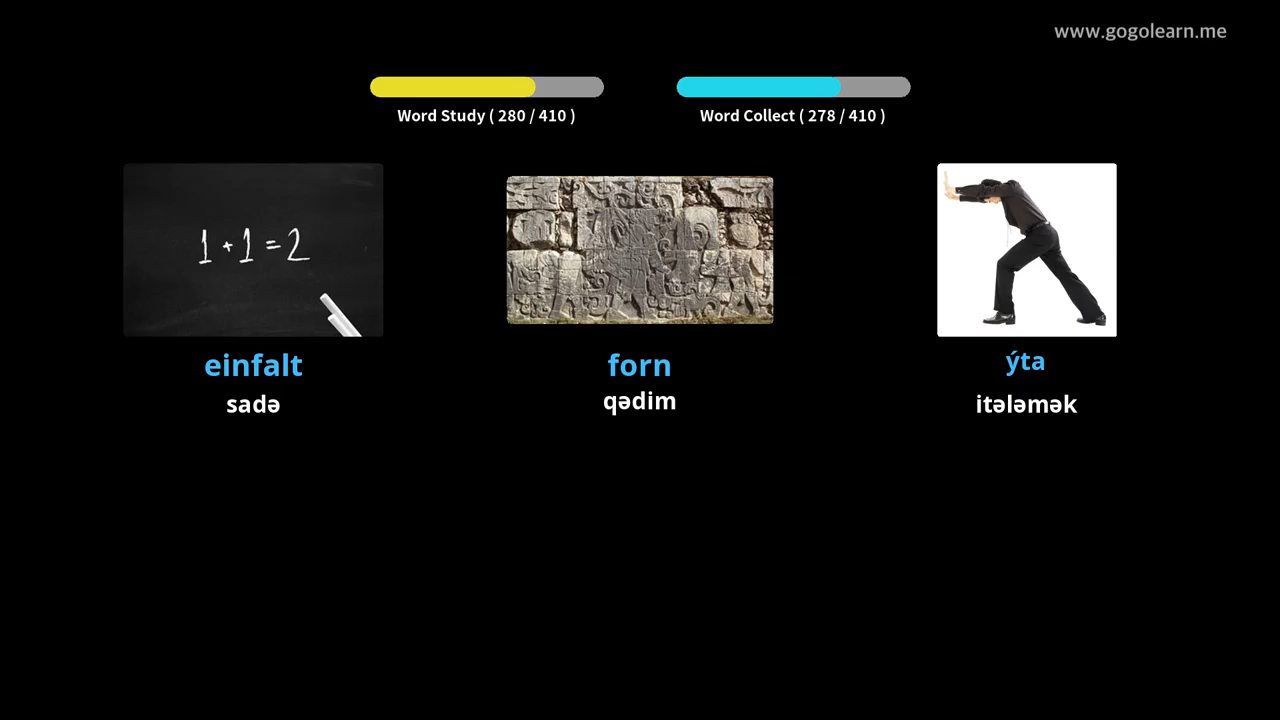 www.gogolearn.me
Word Study ( 280 / 410 )
Word Collect ( 278 / 410 )
1 + 1 = 2
einfalt
forn
ýta
sadə
qədim
itələmək